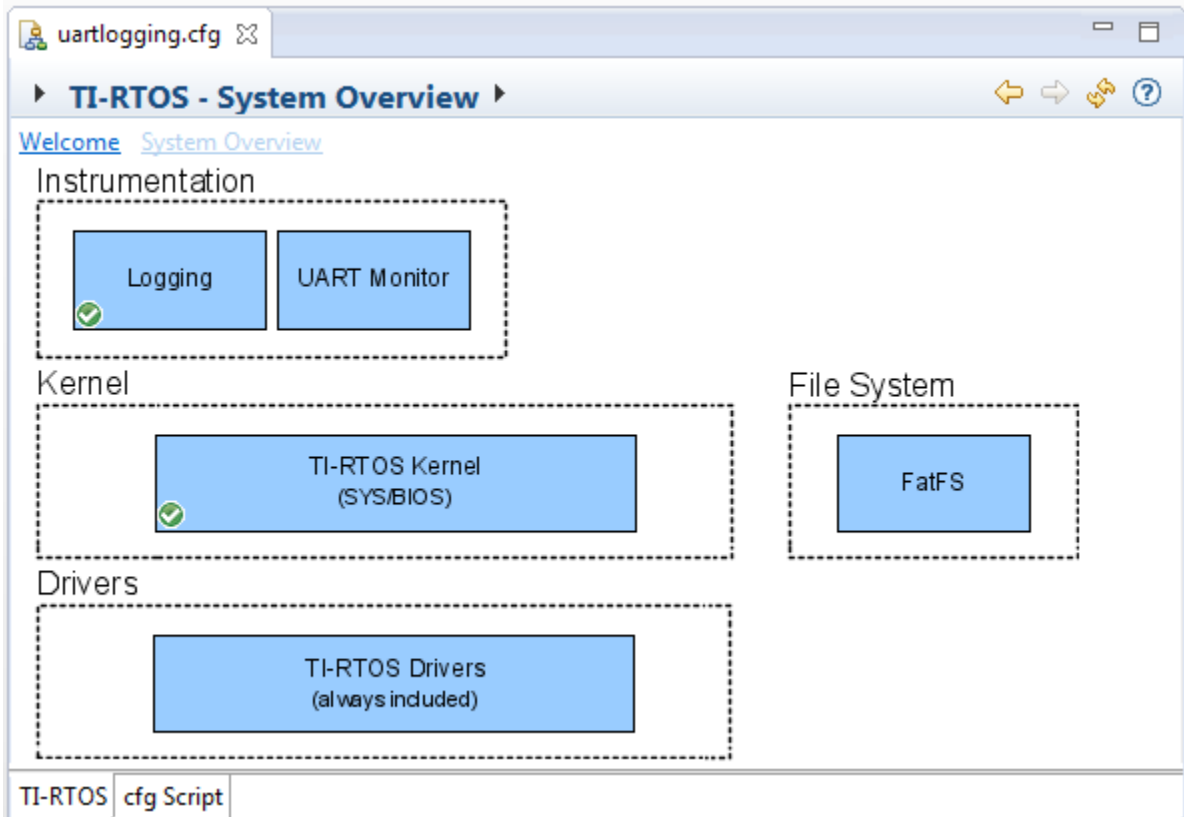 uartlogging.cfg
TI-RTOS - System Overview
Welcome System Overview
Instrumentation
Logging
UART Monitor
Kernel
TI-RTOS Kernel
(SYS/BIOS)
File System
FatFS
Drivers
TI-RTOS Drivers
(always included)
TI-RTOS cfg Script